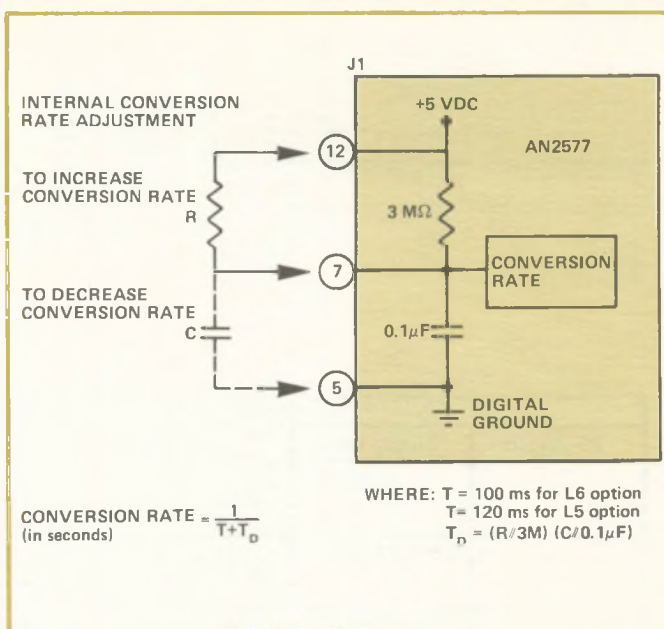 J1
INTERNAL CONVERSION
RATE ADJUSTMENT
+5 VDC
AN2577
12
TO INCREASE
CONVERSION RATE
R
3 MΩ
7
CONVERSION
RATE
TO DECREASE
CONVERSION RATE
C
0.1μF
5
DIGITAL
GROUND
CONVERSION RATE = 1/T+T_D
(in seconds)
WHERE: T = 100 ms for L6 option
T= 120 ms for L5 option
T_D = (R//3M) (C//0.1μF)